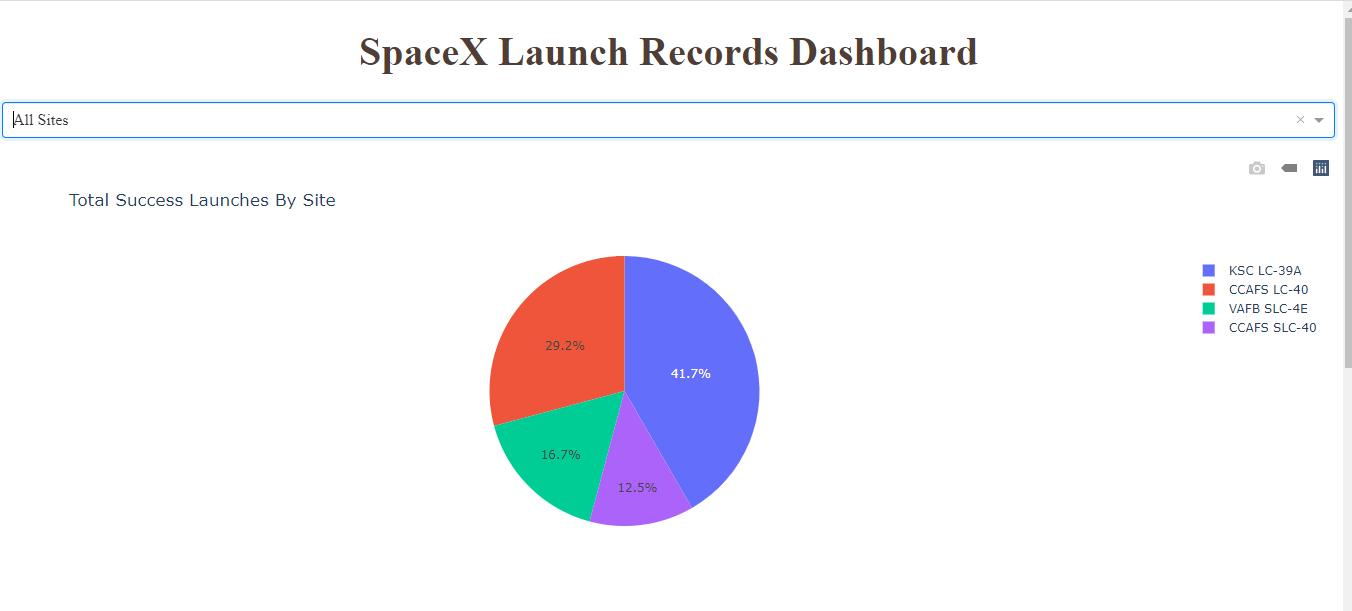 SpaceX Launch Records Dashboard
All Sites
Total Success Launches By Site
KSC LC-39A
CCAFS LC-40
VAFB SLC-4E
CCAFS SLC-40
29.2%
41.7%
16.7%
12.5%